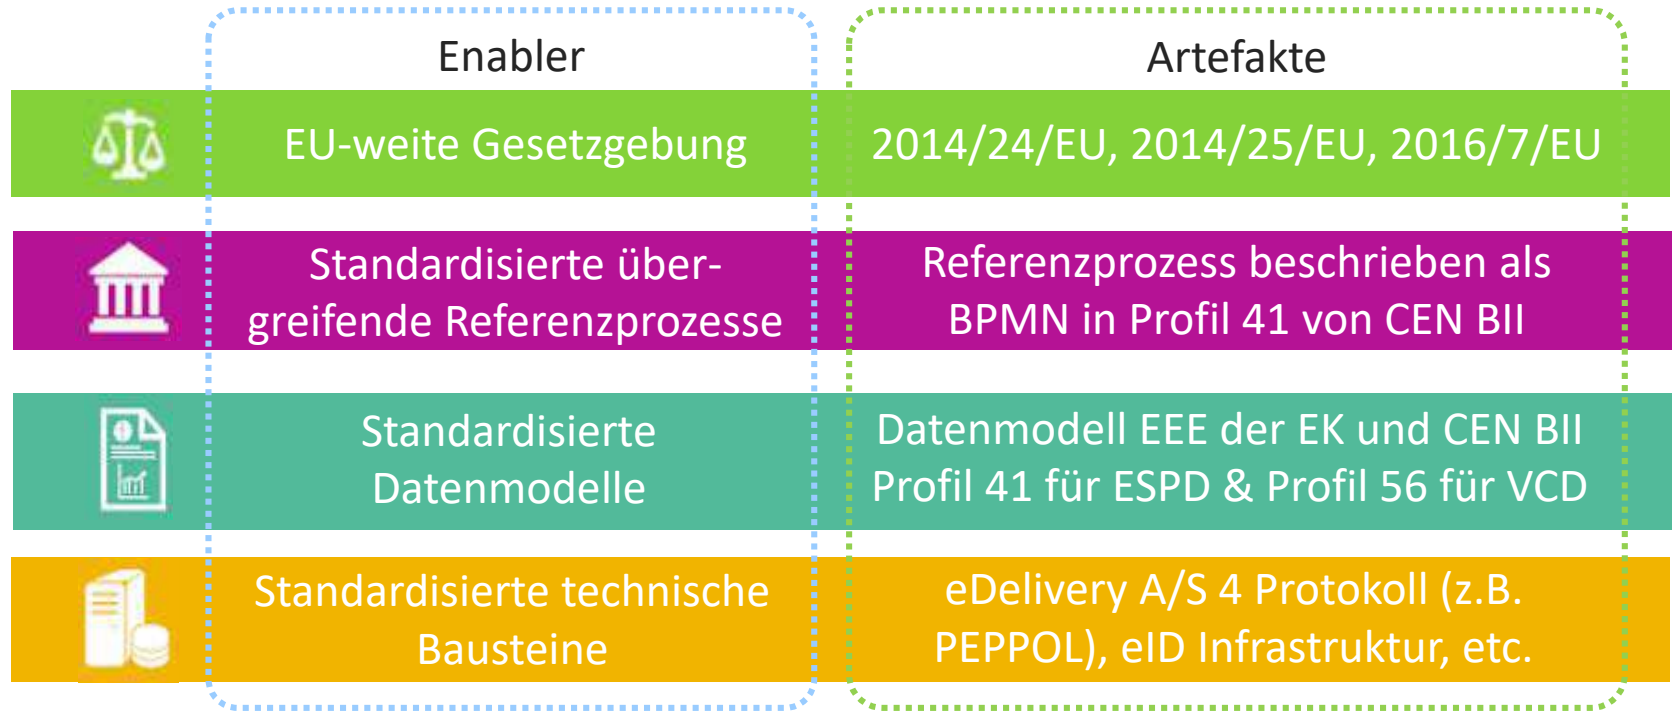 Enabler
Artefakte
EU-weite Gesetzgebung
2014/24/EU, 2014/25/EU, 2016/7/EU
Standardisierte über-
greifende Referenzprozesse
Referenzprozess beschrieben als
BPMN in Profil 41 von CEN BII
Standardisierte
Datenmodelle
Datenmodell EEE der EK und CEN BII
Profil 41 für ESPD & Profil 56 für VCD
Standardisierte technische
Bausteine
eDelivery A/S 4 Protokoll (z.B.
PEPPOL), eID Infrastruktur, etc.